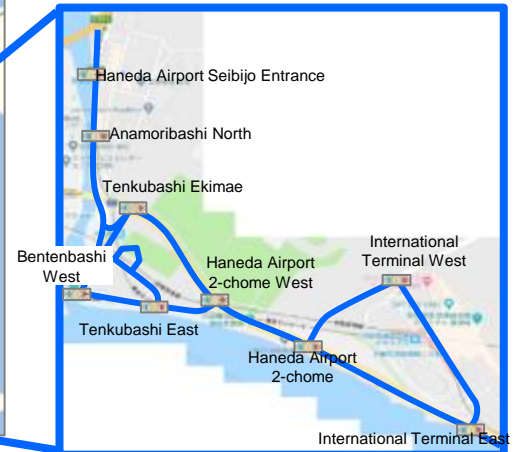 Haneda Airport Seibijo Entrance
Anamoribashi North
Tenkubashi Ekimae
Bentenbashi
West
Haneda Airport
2-chome West
International
Terminal West
Tenkubashi East
Haneda Airport
2-chome
International Terminal East